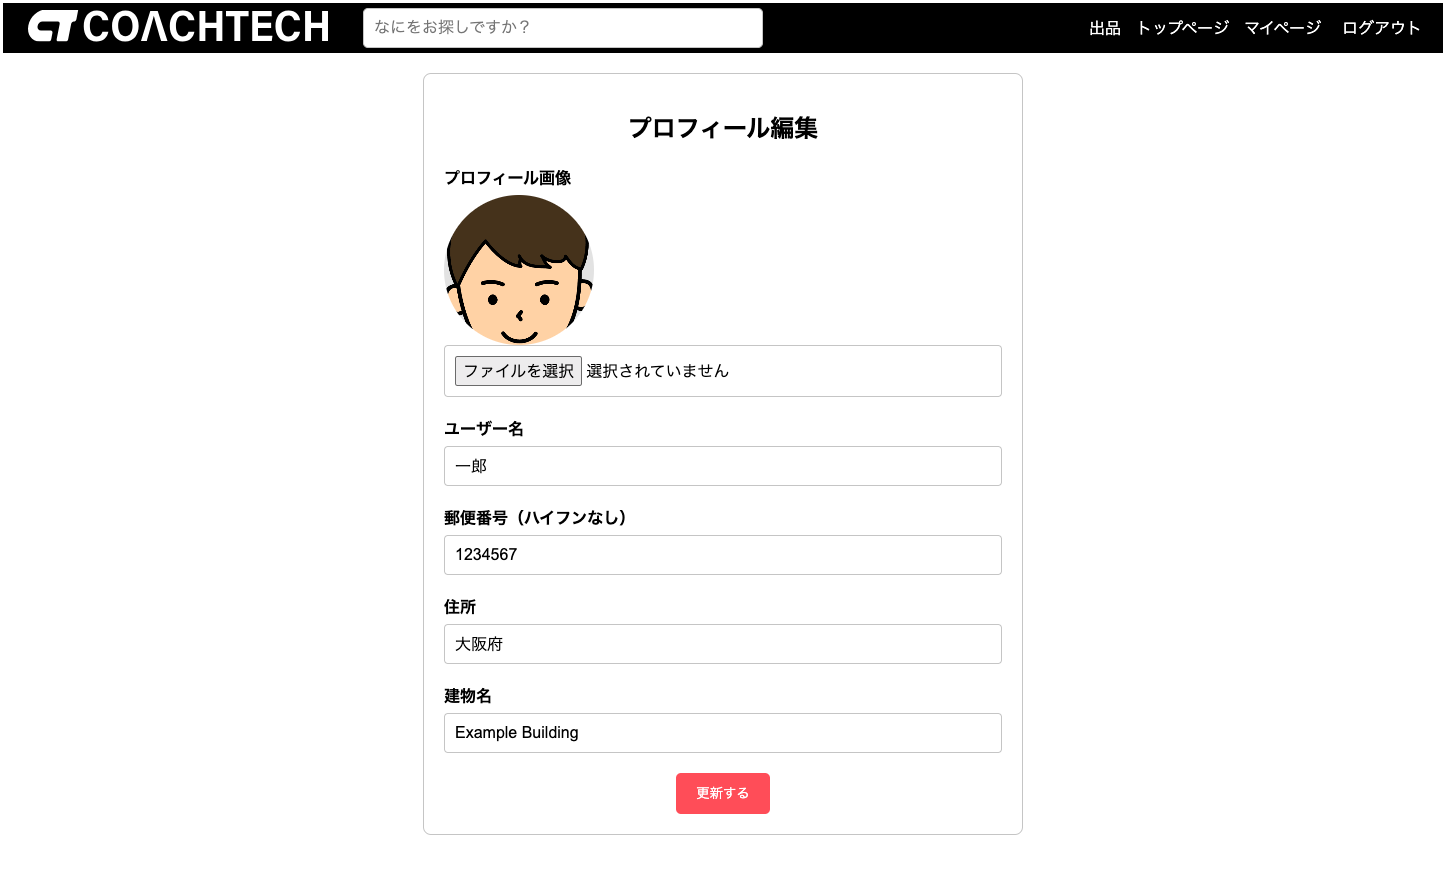 COACHTECH
なにをお探しですか？
出品 トップページ マイページ ログアウト
プロフィール編集
プロフィール画像
ファイルを選択 選択されていません
ユーザー名
一郎
郵便番号（ハイフンなし）
1234567
住所
大阪府
建物名
Example Building
更新する